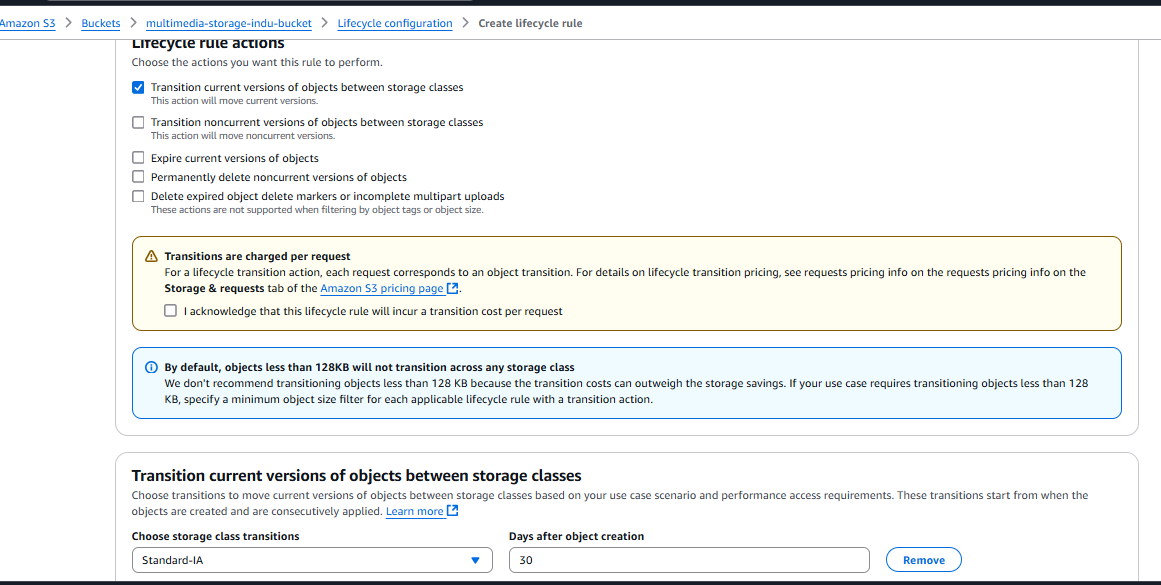 Amazon S3 > Buckets > multimedia-storage-indu-bucket > Lifecycle configuration > Create lifecycle rule
Lifecycle rule actions
Choose the actions you want this rule to perform.
Transition current versions of objects between storage classes
This action will move current versions.
Transition noncurrent versions of objects between storage classes
This action will move noncurrent versions.
Expire current versions of objects
Permanently delete noncurrent versions of objects
Delete expired object delete markers or incomplete multipart uploads
These actions are not supported when filtering by object tags or object size.
Transitions are charged per request
For a lifecycle transition action, each request corresponds to an object transition. For details on lifecycle transition pricing, see requests pricing info on the requests pricing info on the
Storage & requests tab of the Amazon S3 pricing page.
I acknowledge that this lifecycle rule will incur a transition cost per request
By default, objects less than 128KB will not transition across any storage class
We don't recommend transitioning objects less than 128 KB because the transition costs can outweigh the storage savings. If your use case requires transitioning objects less than 128
KB, specify a minimum object size filter for each applicable lifecycle rule with a transition action.
Transition current versions of objects between storage classes
Choose transitions to move current versions of objects between storage classes based on your use case scenario and performance access requirements. These transitions start from when the
objects are created and are consecutively applied. Learn more
Choose storage class transitions Days after object creation
Standard-IA 30 Remove